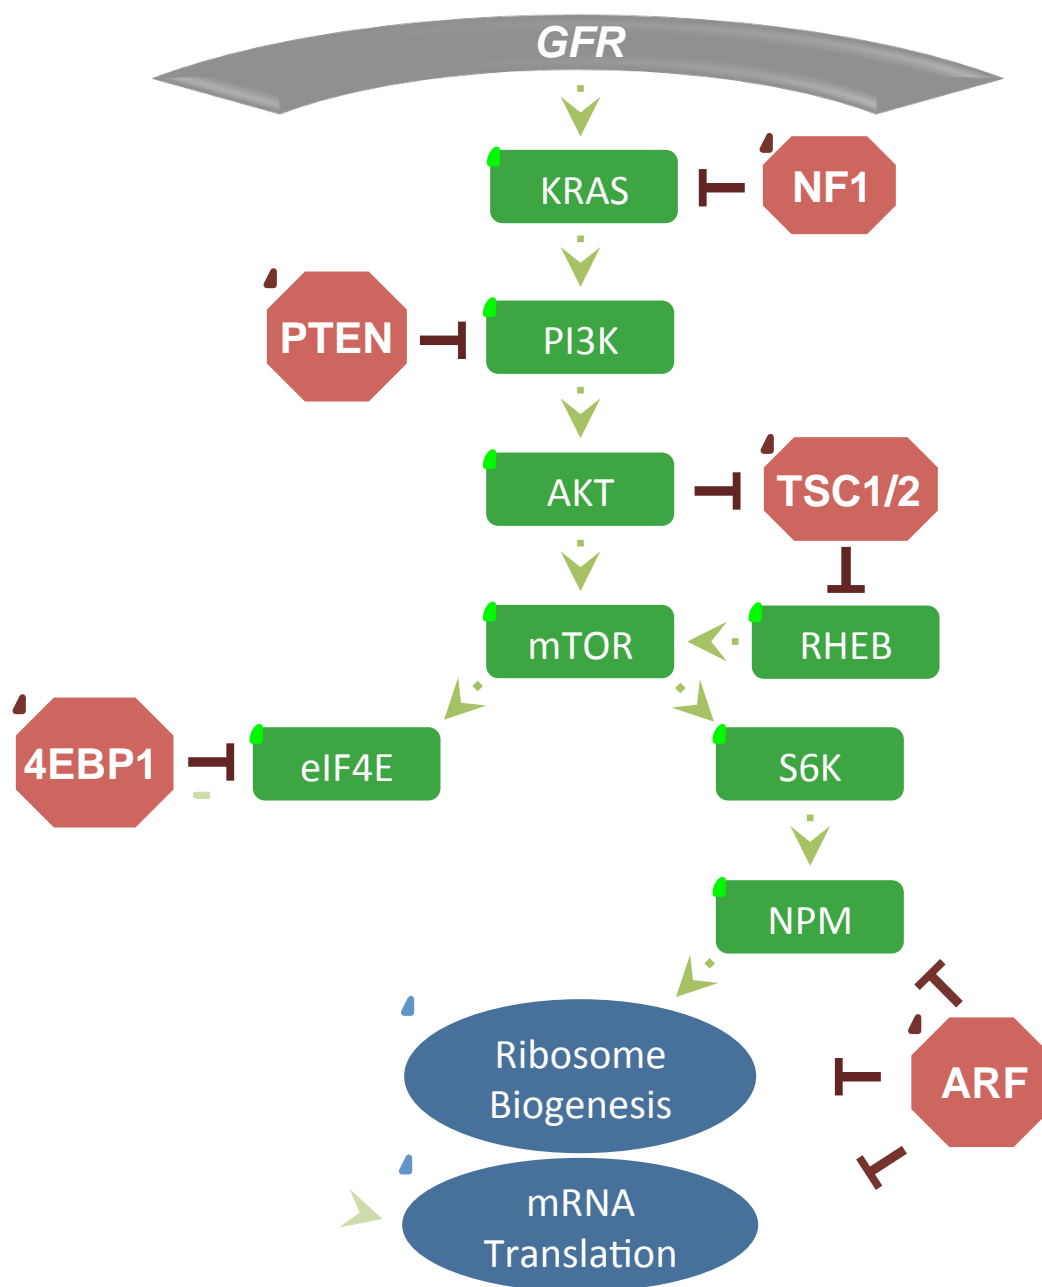 GFR
KRAS
NF1
PTEN
PI3K
AKT
TSC1/2
mTOR
RHEB
4EBP1
eIF4E
S6K
NPM
Ribosome
Biogenesis
ARF
mRNA
Translation